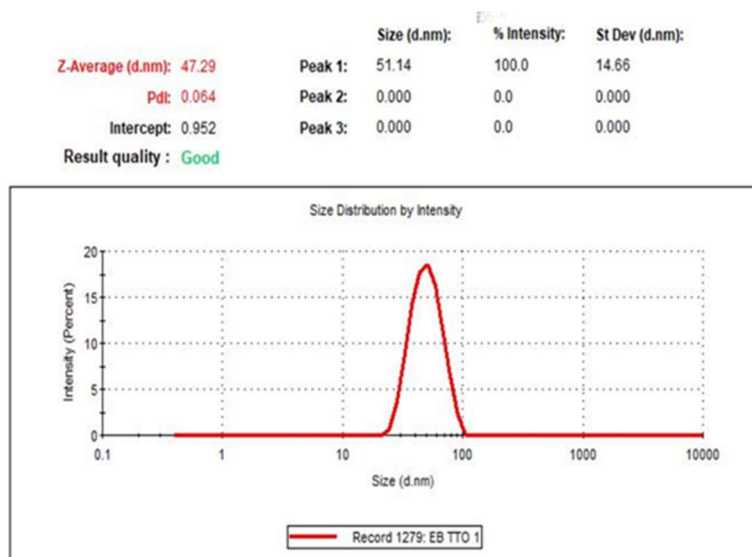 Size (d.nm): % Intensity: St Dev (d.nm):
Z-Average (d.nm): 47.29 Peak 1: 51.14 100.0 14.66
PdI: 0.064 Peak 2: 0.000 0.0 0.000
Intercept: 0.952 Peak 3: 0.000 0.0 0.000
Result quality : Good
Size Distribution by Intensity
Intensity (Percent)
20
15
10
5
0
0.1 1 10 100 1000 10000
Size (d.nm)
Record 1279: EB TTO 1